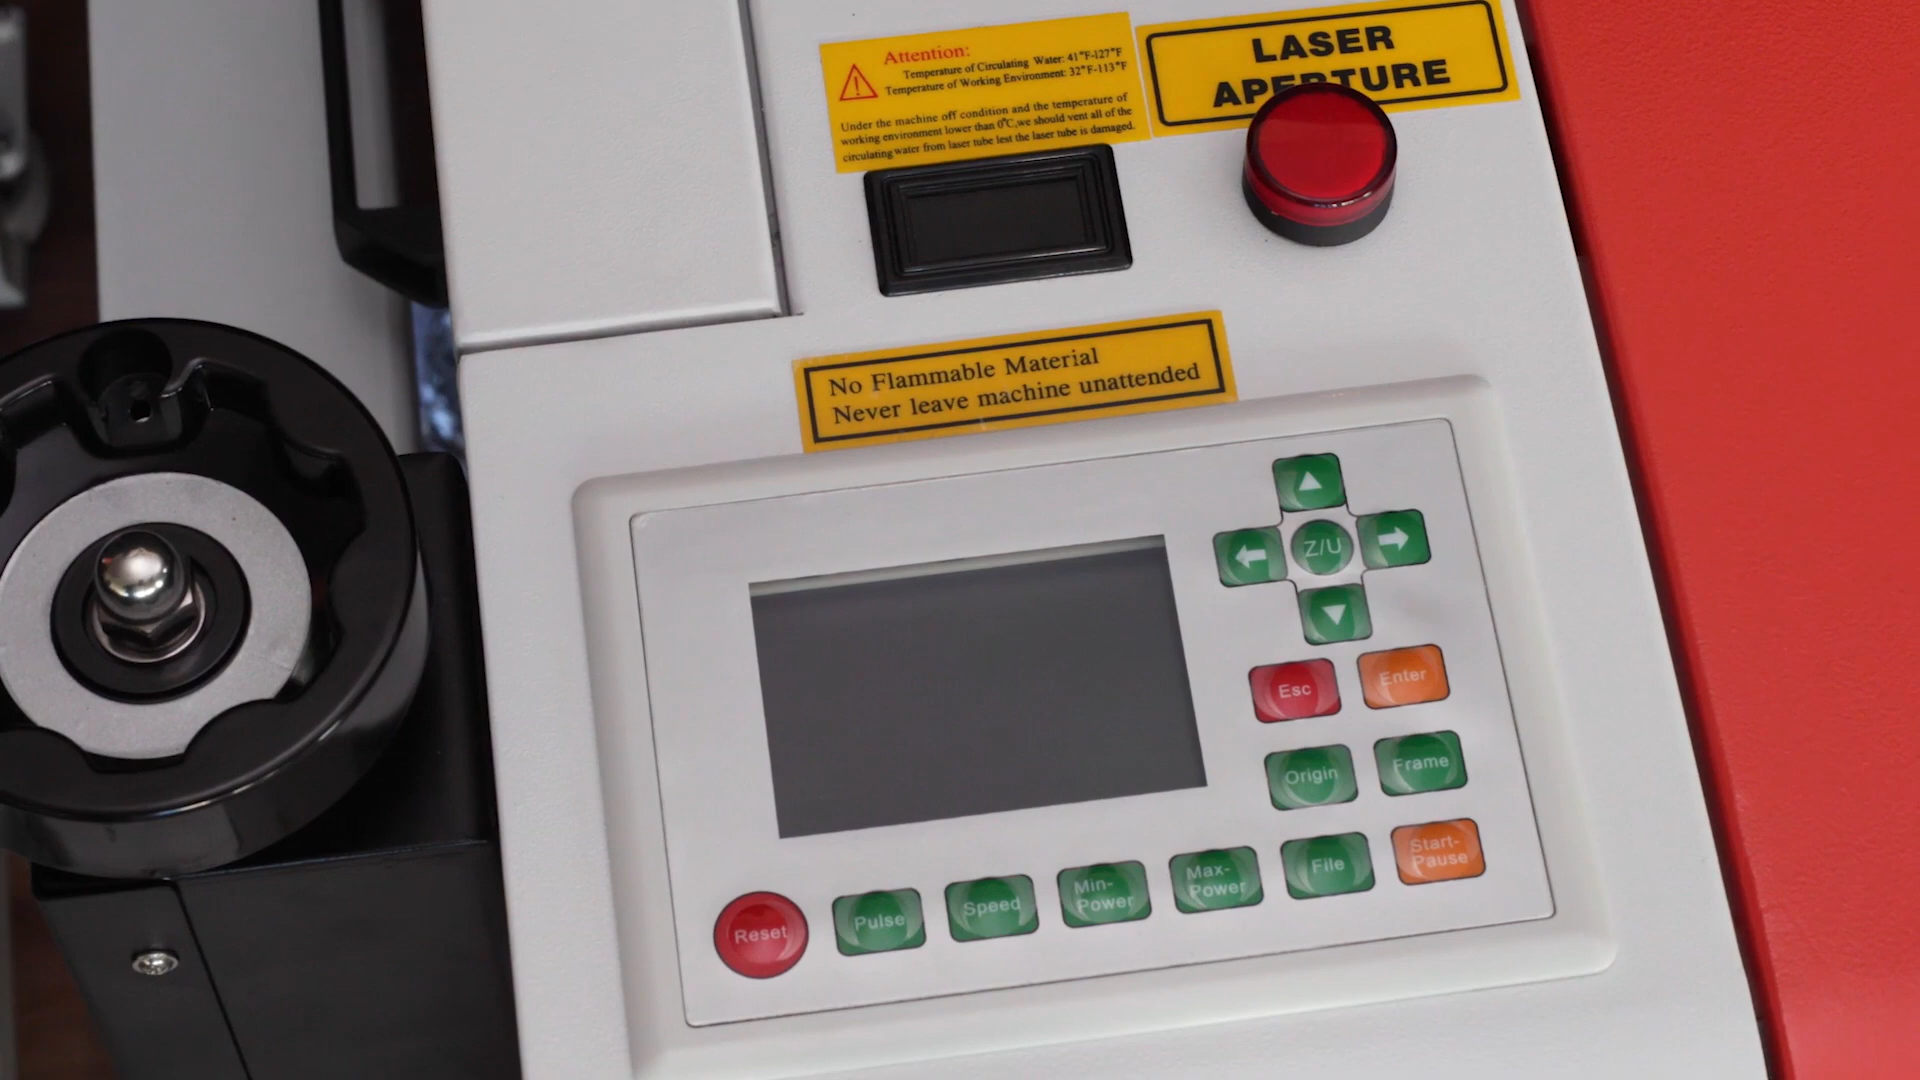 Attention:
Temperature of Circulating Water: 41°F-127°F
Temperature of Working Environment: 32°F-113°F
Under the machine off condition and the temperature of
working environment lower than 0°C,we should vent all of the
circulating water from laser tube lest the laser tube is damaged.
LASER
APERTURE
No Flammable Material
Never leave machine unattended
Z/U
Esc
Enter
Origin
Frame
Reset
Pulse
Speed
Min-
Power
Max-
Power
File
Start-
Pause